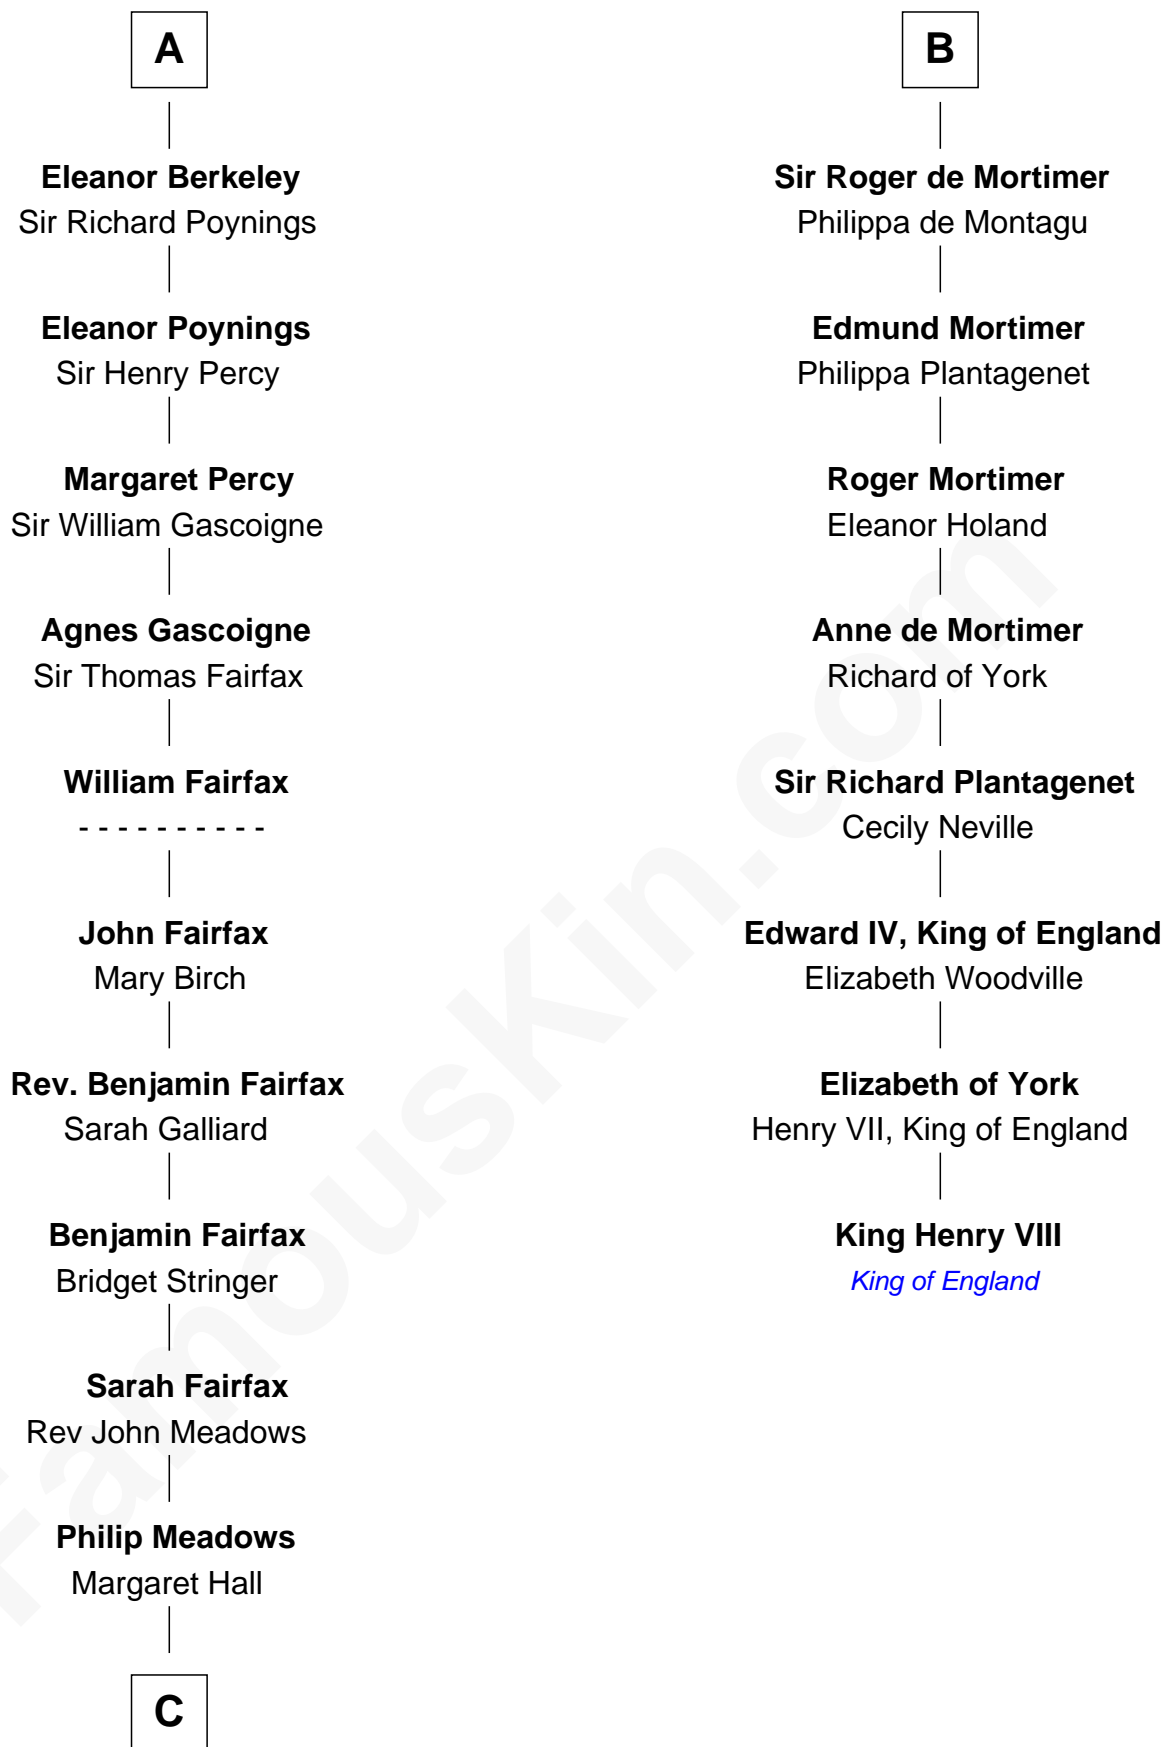 A
Eleanor Berkeley
Sir Richard Poynings
Eleanor Poynings
Sir Henry Percy
Margaret Percy
Sir William Gascoigne
Agnes Gascoigne
Sir Thomas Fairfax
William Fairfax
- - - - - - - - - -
John Fairfax
Mary Birch
Rev. Benjamin Fairfax
Sarah Galliard
Benjamin Fairfax
Bridget Stringer
Sarah Fairfax
Rev John Meadows
Philip Meadows
Margaret Hall
C
B
Sir Roger de Mortimer
Philippa de Montagu
Edmund Mortimer
Philippa Plantagenet
Roger Mortimer
Eleanor Holand
Anne de Mortimer
Richard of York
Sir Richard Plantagenet
Cecily Neville
Edward IV, King of England
Elizabeth Woodville
Elizabeth of York
Henry VII, King of England
King Henry VIII
King of England
FamousKin.com